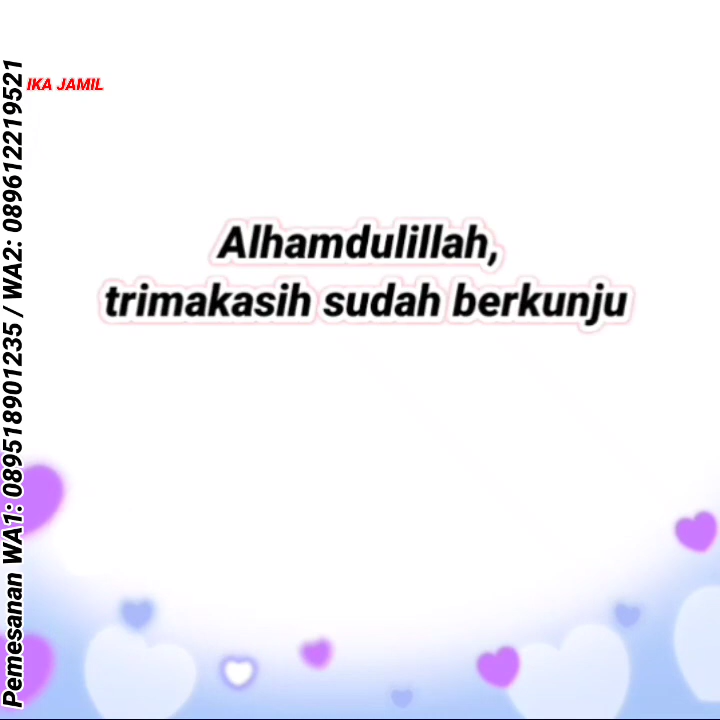 IKA JAMIL
Alhamdulillah,
trimakasih sudah berkunju
Pemesanan WA1: 089518901235 / WA2: 089612219521